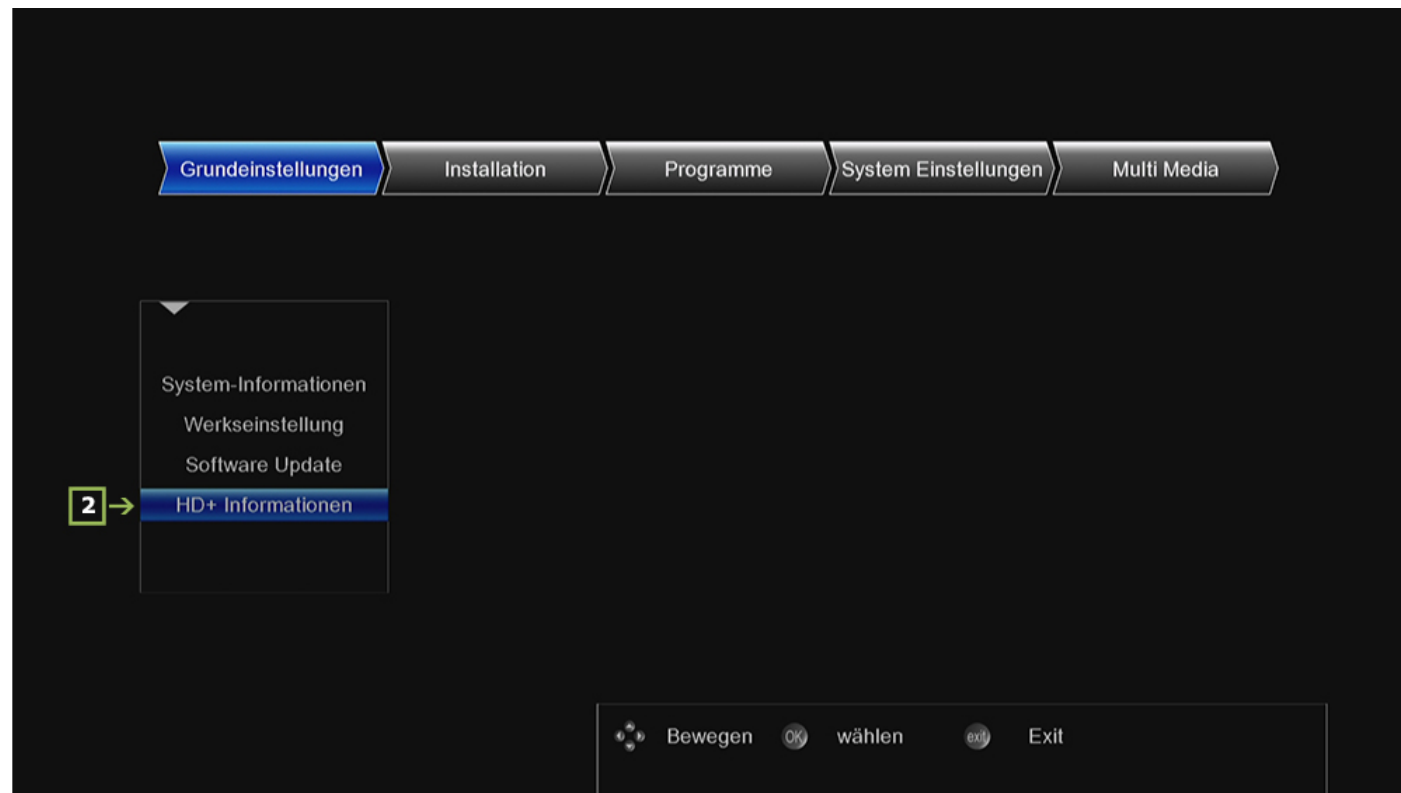 Grundeinstellungen Installation Programme System Einstellungen Multi Media
System-Informationen
Werkseinstellung
Software Update
2 → HD+ Informationen
Bewegen OK wählen exit Exit